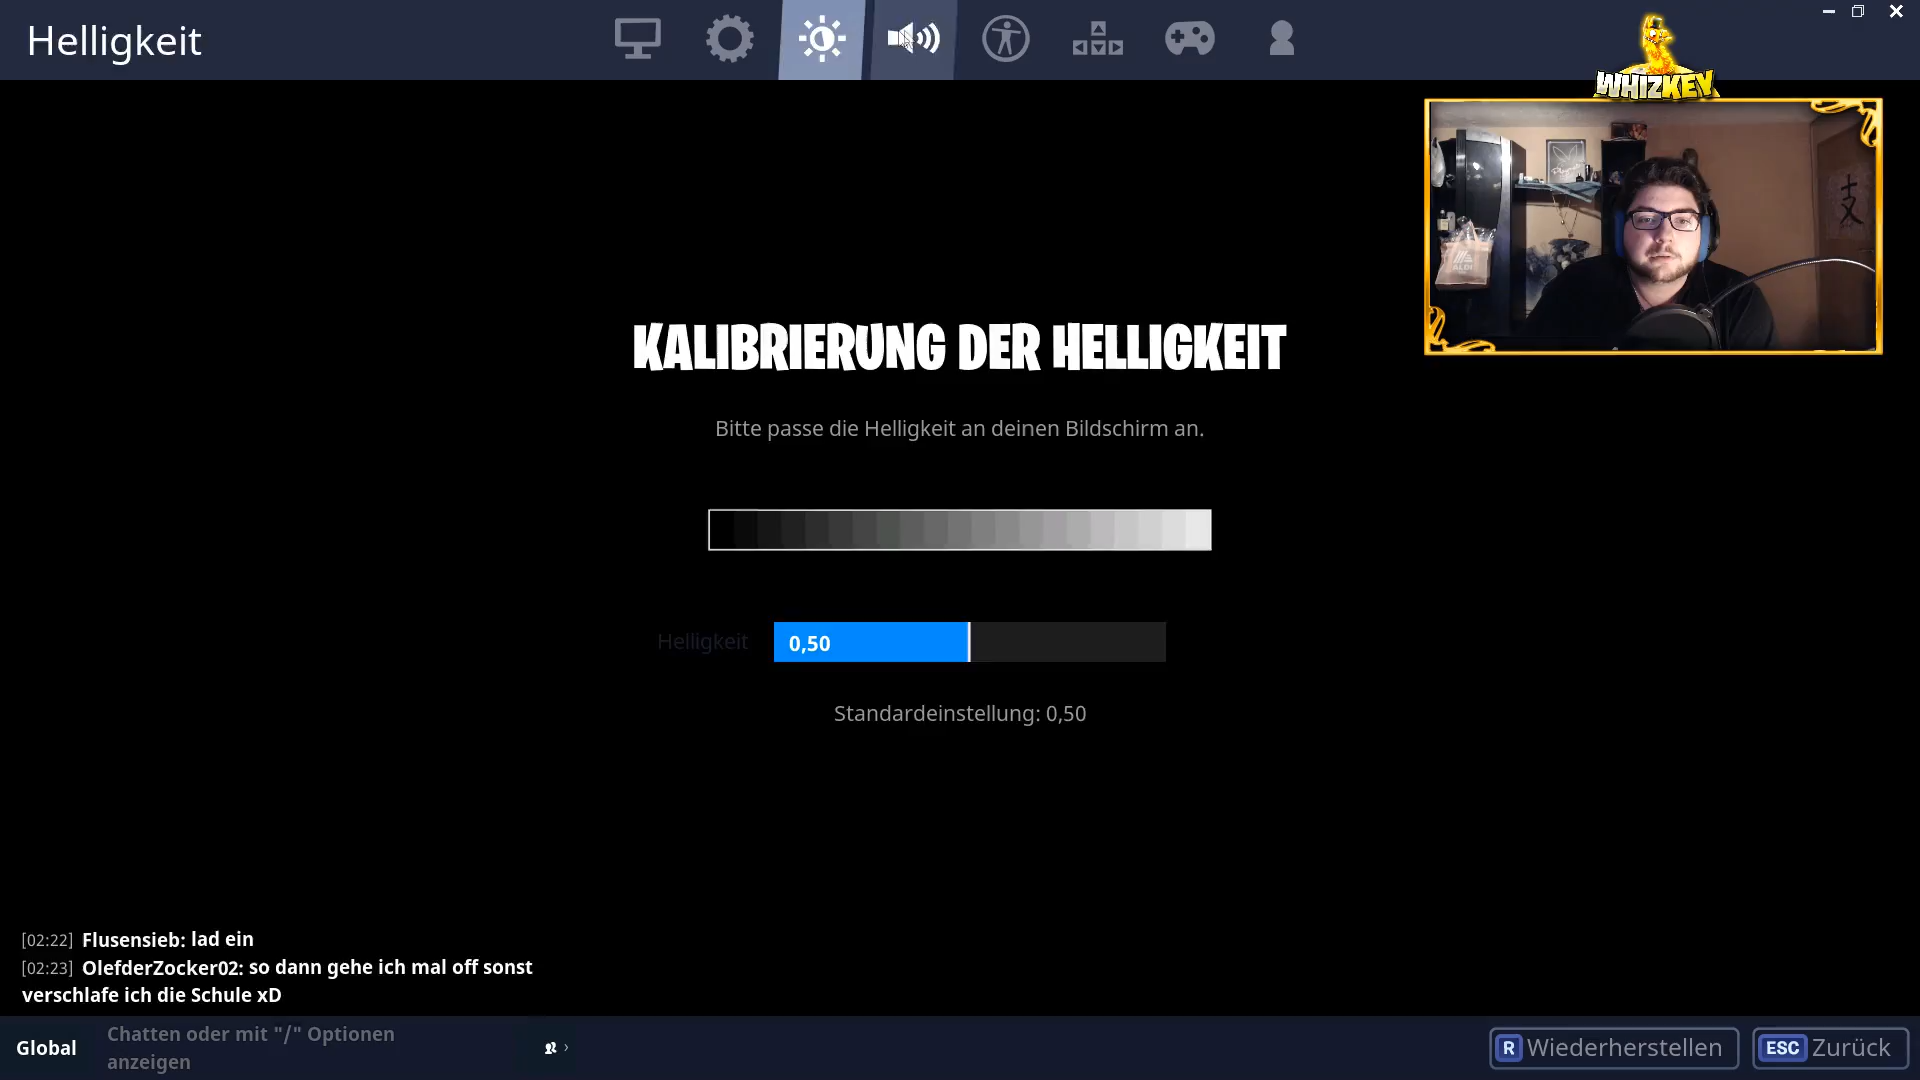 Helligkeit
WHIZKEY
ALDI
支
KALIBRIERUNG DER HELLIGKEIT
Bitte passe die Helligkeit an deinen Bildschirm an.
Helligkeit
0,50
Standardeinstellung: 0,50
[02:22] Flusensieb: lad ein
[02:23] OlefderZocker02: so dann gehe ich mal off sonst
verschlafe ich die Schule xD
Global
Chatten oder mit "/" Optionen
anzeigen
R Wiederherstellen
ESC Zurück